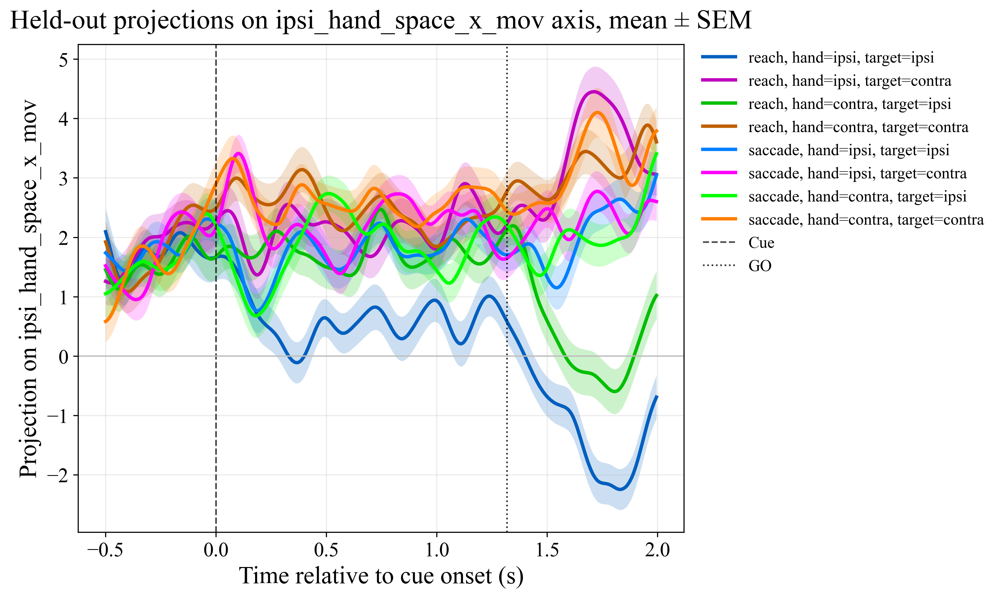 Held-out projections on ipsi_hand_space_x_mov axis, mean ± SEM
Projection on ipsi_hand_space_x_mov
5
4
3
2
1
0
−1
−2
−0.5
0.0
0.5
1.0
1.5
2.0
Time relative to cue onset (s)
reach, hand=ipsi, target=ipsi
reach, hand=ipsi, target=contra
reach, hand=contra, target=ipsi
reach, hand=contra, target=contra
saccade, hand=ipsi, target=ipsi
saccade, hand=ipsi, target=contra
saccade, hand=contra, target=ipsi
saccade, hand=contra, target=contra
Cue
GO